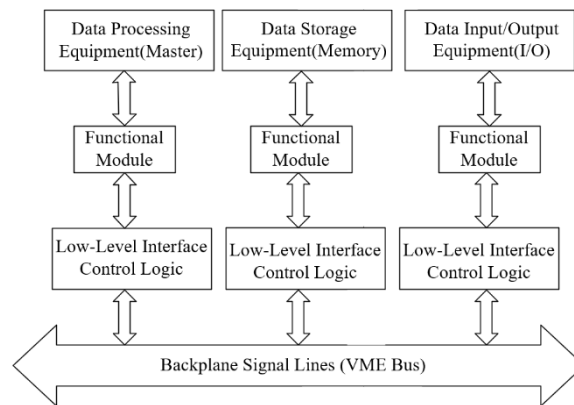 Data Processing
Equipment(Master)
Data Storage
Equipment(Memory)
Data Input/Output
Equipment(I/O)
Functional
Module
Functional
Module
Functional
Module
Low-Level Interface
Control Logic
Low-Level Interface
Control Logic
Low-Level Interface
Control Logic
Backplane Signal Lines (VME Bus)